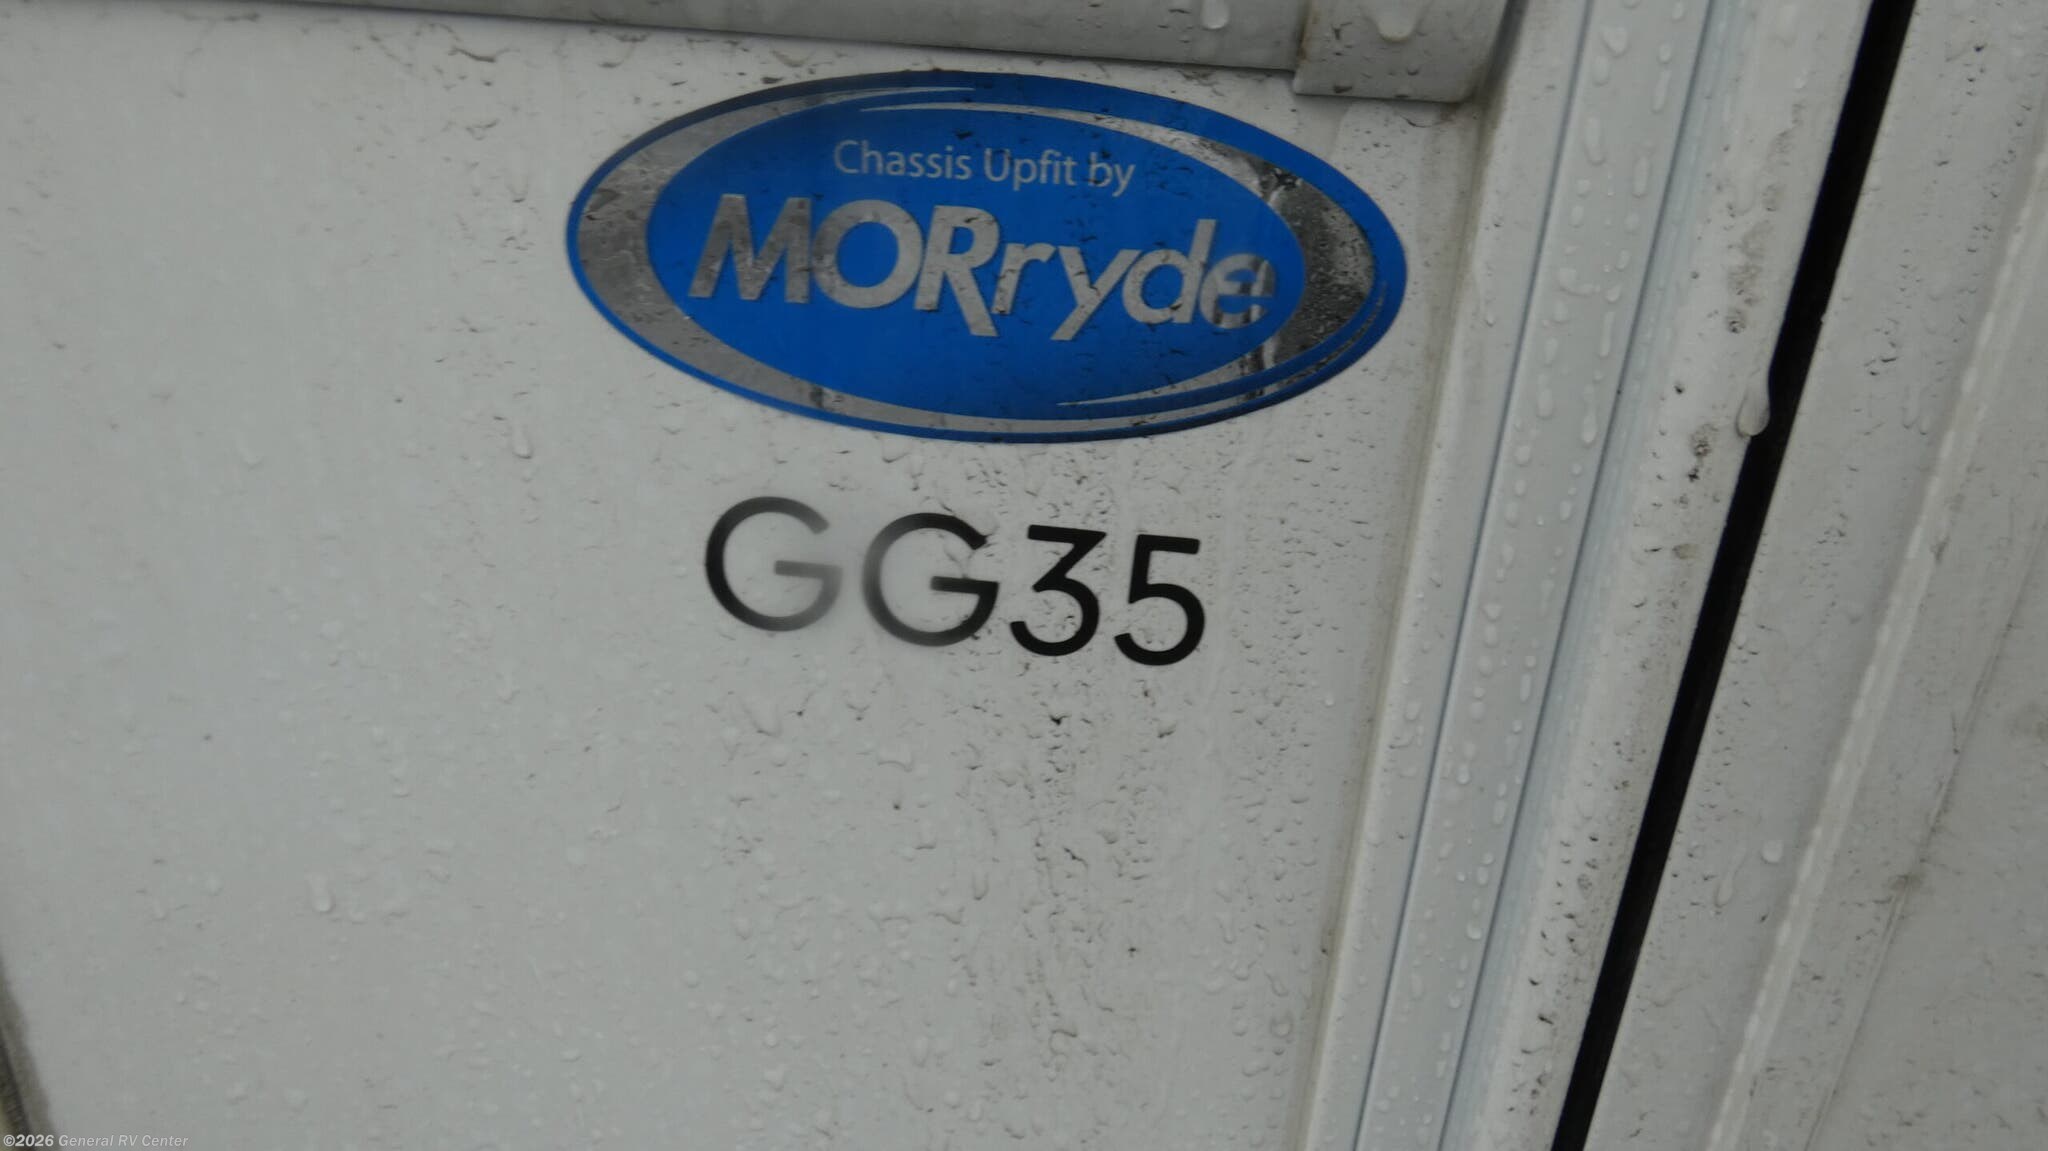 Chassis Upfit by
MORryde
GG35
©2026 General RV Center